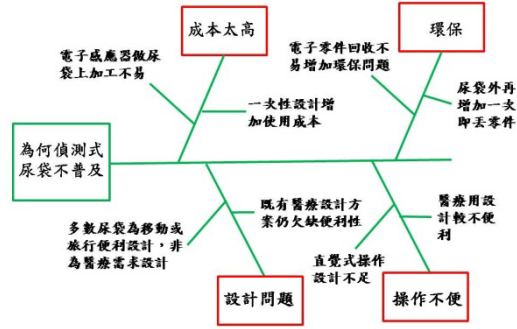 成本太高
環保
電子感應器做尿
袋上加工不易
電子零件回收不
易增加環保問題
一次性設計增
加使用成本
尿袋外再
增加一次
即丟零件
為何偵測式
尿袋不普及
多數尿袋為移動或
旅行便利設計，非
為醫療需求設計
既有醫療設計方
案仍欠缺便利性
直覺式操作
設計不足
醫療用設
計較不便
利
設計問題
操作不便